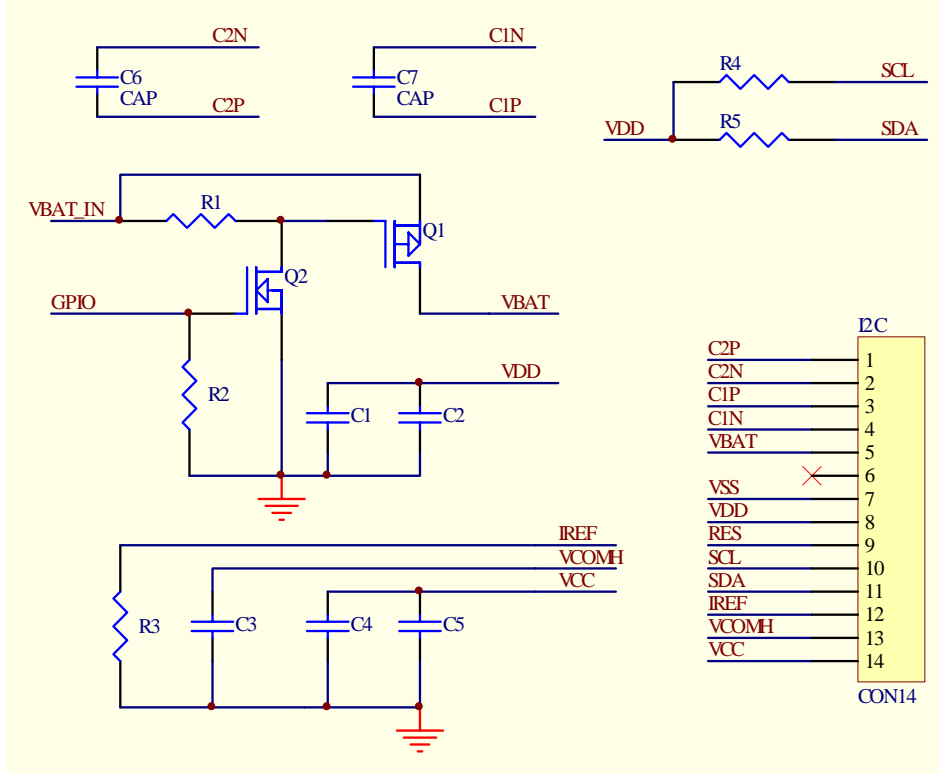 C2N
C6
CAP
C2P
C1N
C7
CAP
C1P
R4
SCL
VDD
R5
SDA
VBAT_IN
R1
Q1
Q2
GPIO
VBAT
R2
VDD
C1
C2
IREF
VCOMH
VCC
R3
C3
C4
C5
I2C
C2P 1
C2N 2
C1P 3
C1N 4
VBAT 5
6
VSS 7
VDD 8
RES 9
SCL 10
SDA 11
IREF 12
VCOMH 13
VCC 14
CON14